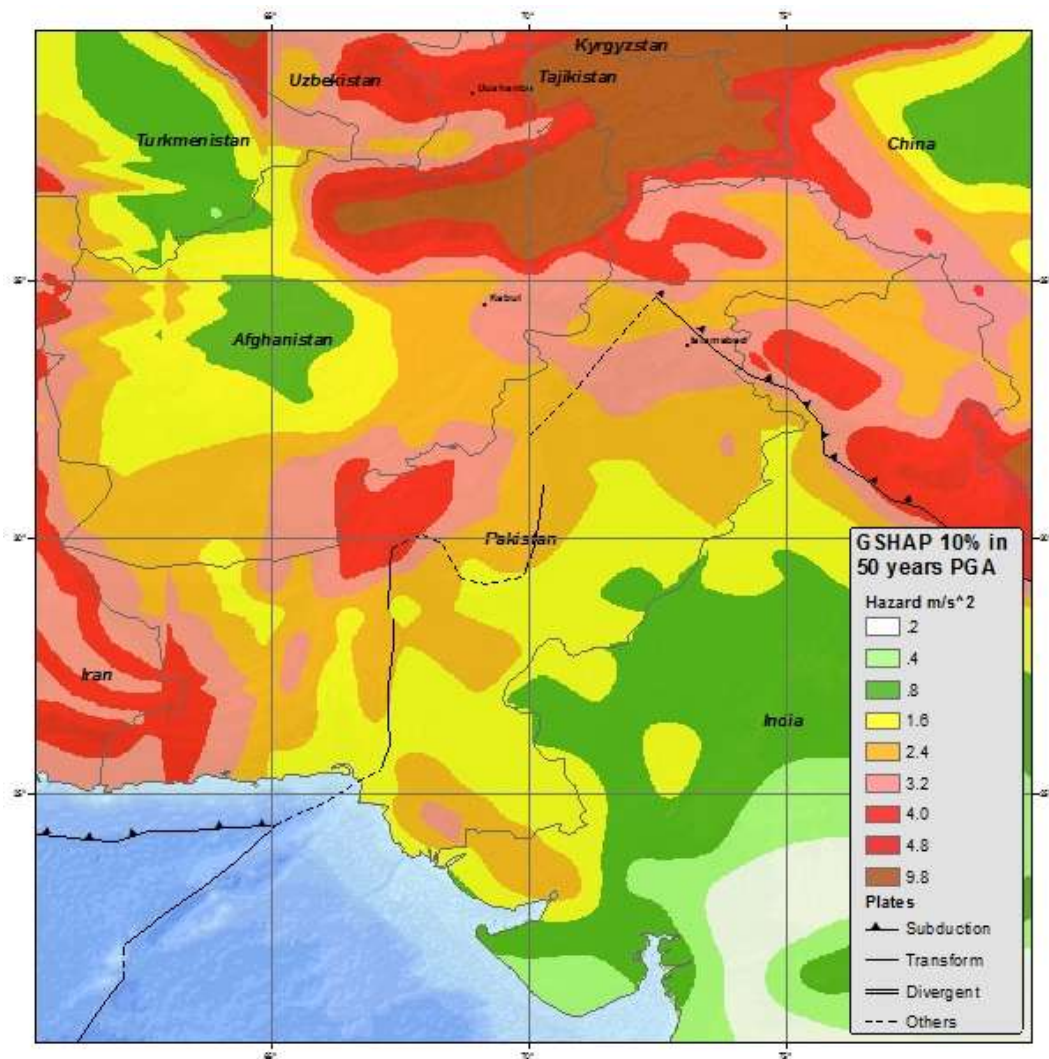 70°
Kyrgyzstan
Uzbekistan
Tajikistan
Turkmenistan
China
Kabul
Afghanistan
Islamabad
Pakistan
Iran
India
GSHAP 10% in
50 years PGA
Hazard m/s^2
.2
.4
.8
1.6
2.4
3.2
4.0
4.8
9.8
Plates
Subduction
Transform
Divergent
Others
70°